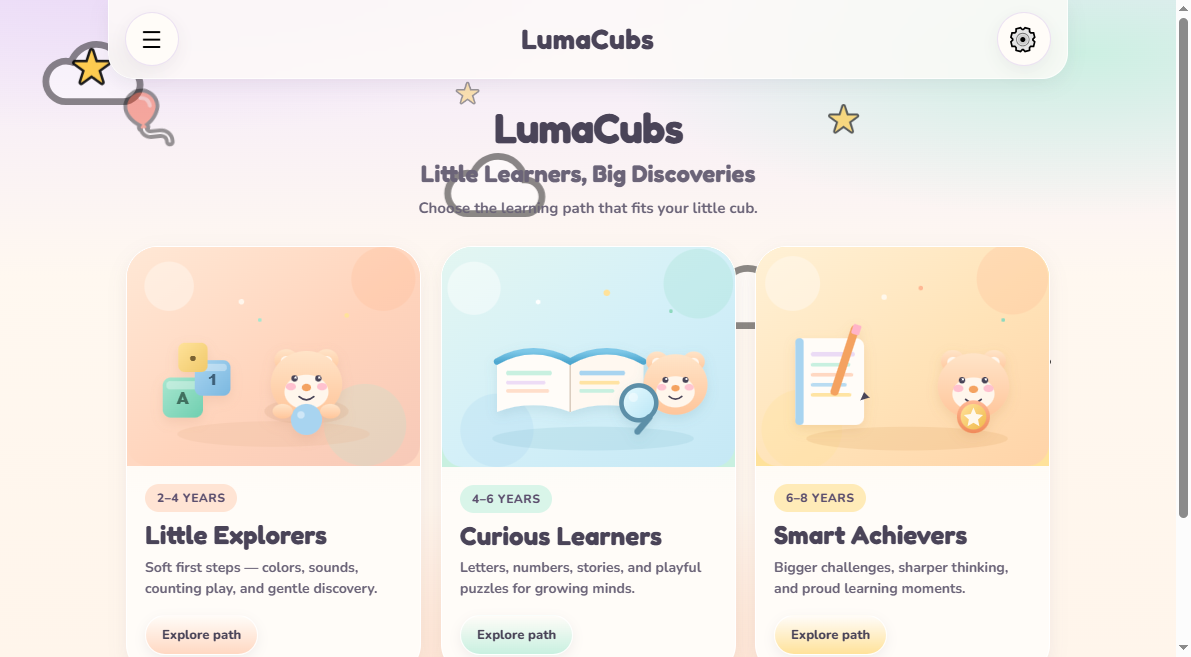 LumaCubs
LumaCubs
Little Learners, Big Discoveries
Choose the learning path that fits your little cub.
1
A
2–4 YEARS
Little Explorers
Soft first steps — colors, sounds,
counting play, and gentle discovery.
Explore path
4–6 YEARS
Curious Learners
Letters, numbers, stories, and playful
puzzles for growing minds.
Explore path
6–8 YEARS
Smart Achievers
Bigger challenges, sharper thinking,
and proud learning moments.
Explore path